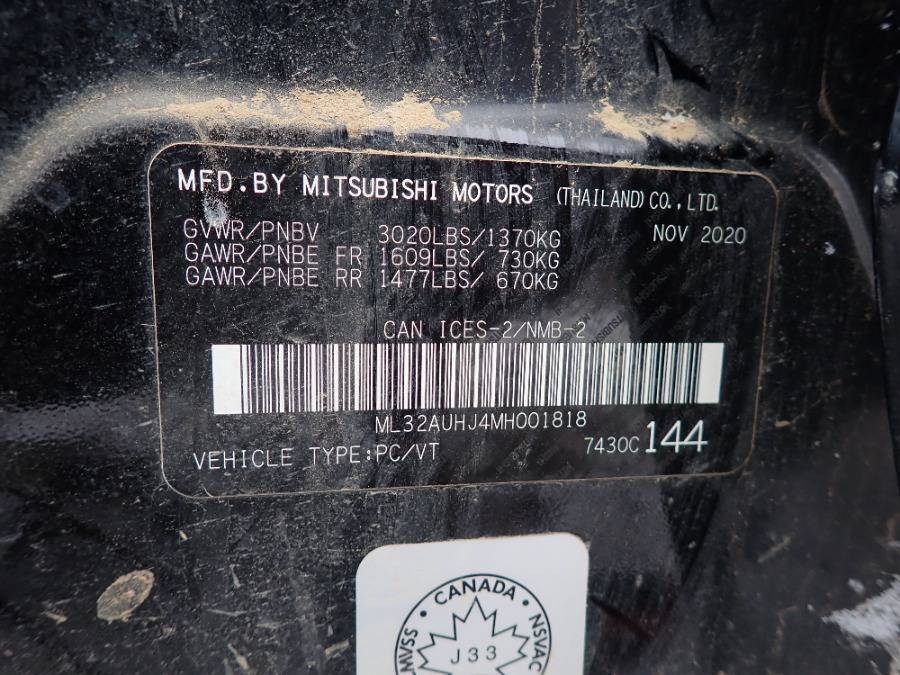 MFD.BY MITSUBISHI MOTORS (THAILAND) CO., LTD.
GVWR/PNBV 3020LBS/1370KG NOV 2020
GAWR/PNBE FR 1609LBS/ 730KG
GAWR/PNBE RR 1477LBS/ 670KG
CAN ICES-2/NMB-2
ML32AUHJ4MH001818
VEHICLE TYPE:PC/VT 7430C 144
CANADA
J33